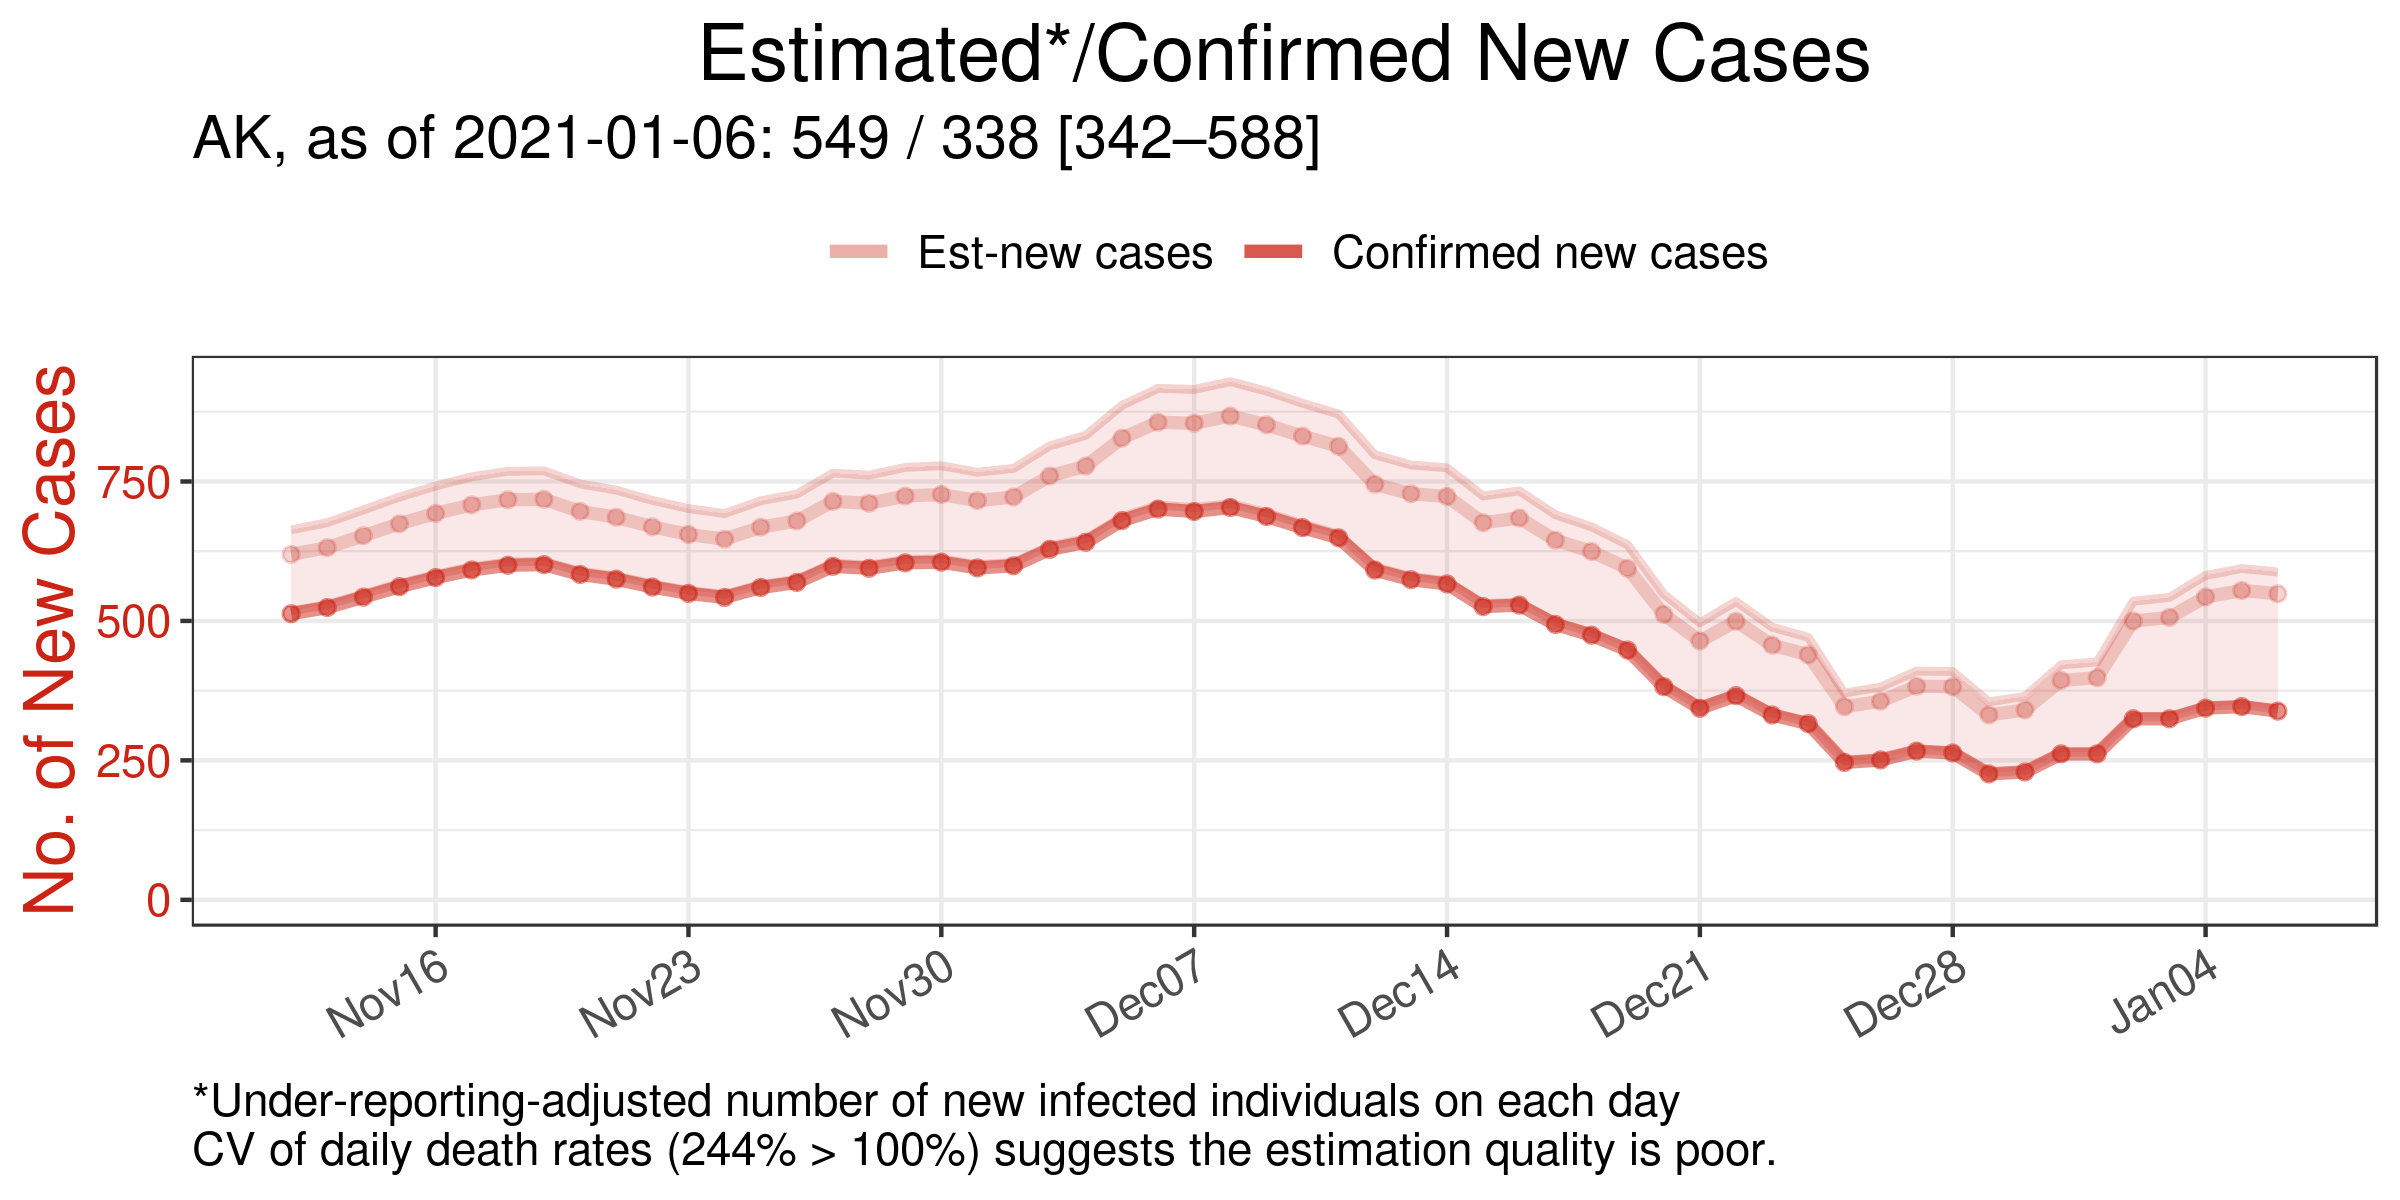 Estimated*/Confirmed New Cases
AK, as of 2021-01-06: 549 / 338 [342–588]
Est-new cases
Confirmed new cases
No. of New Cases
750
500
250
0
Nov16
Nov23
Nov30
Dec07
Dec14
Dec21
Dec28
Jan04
*Under-reporting-adjusted number of new infected individuals on each day
CV of daily death rates (244% > 100%) suggests the estimation quality is poor.